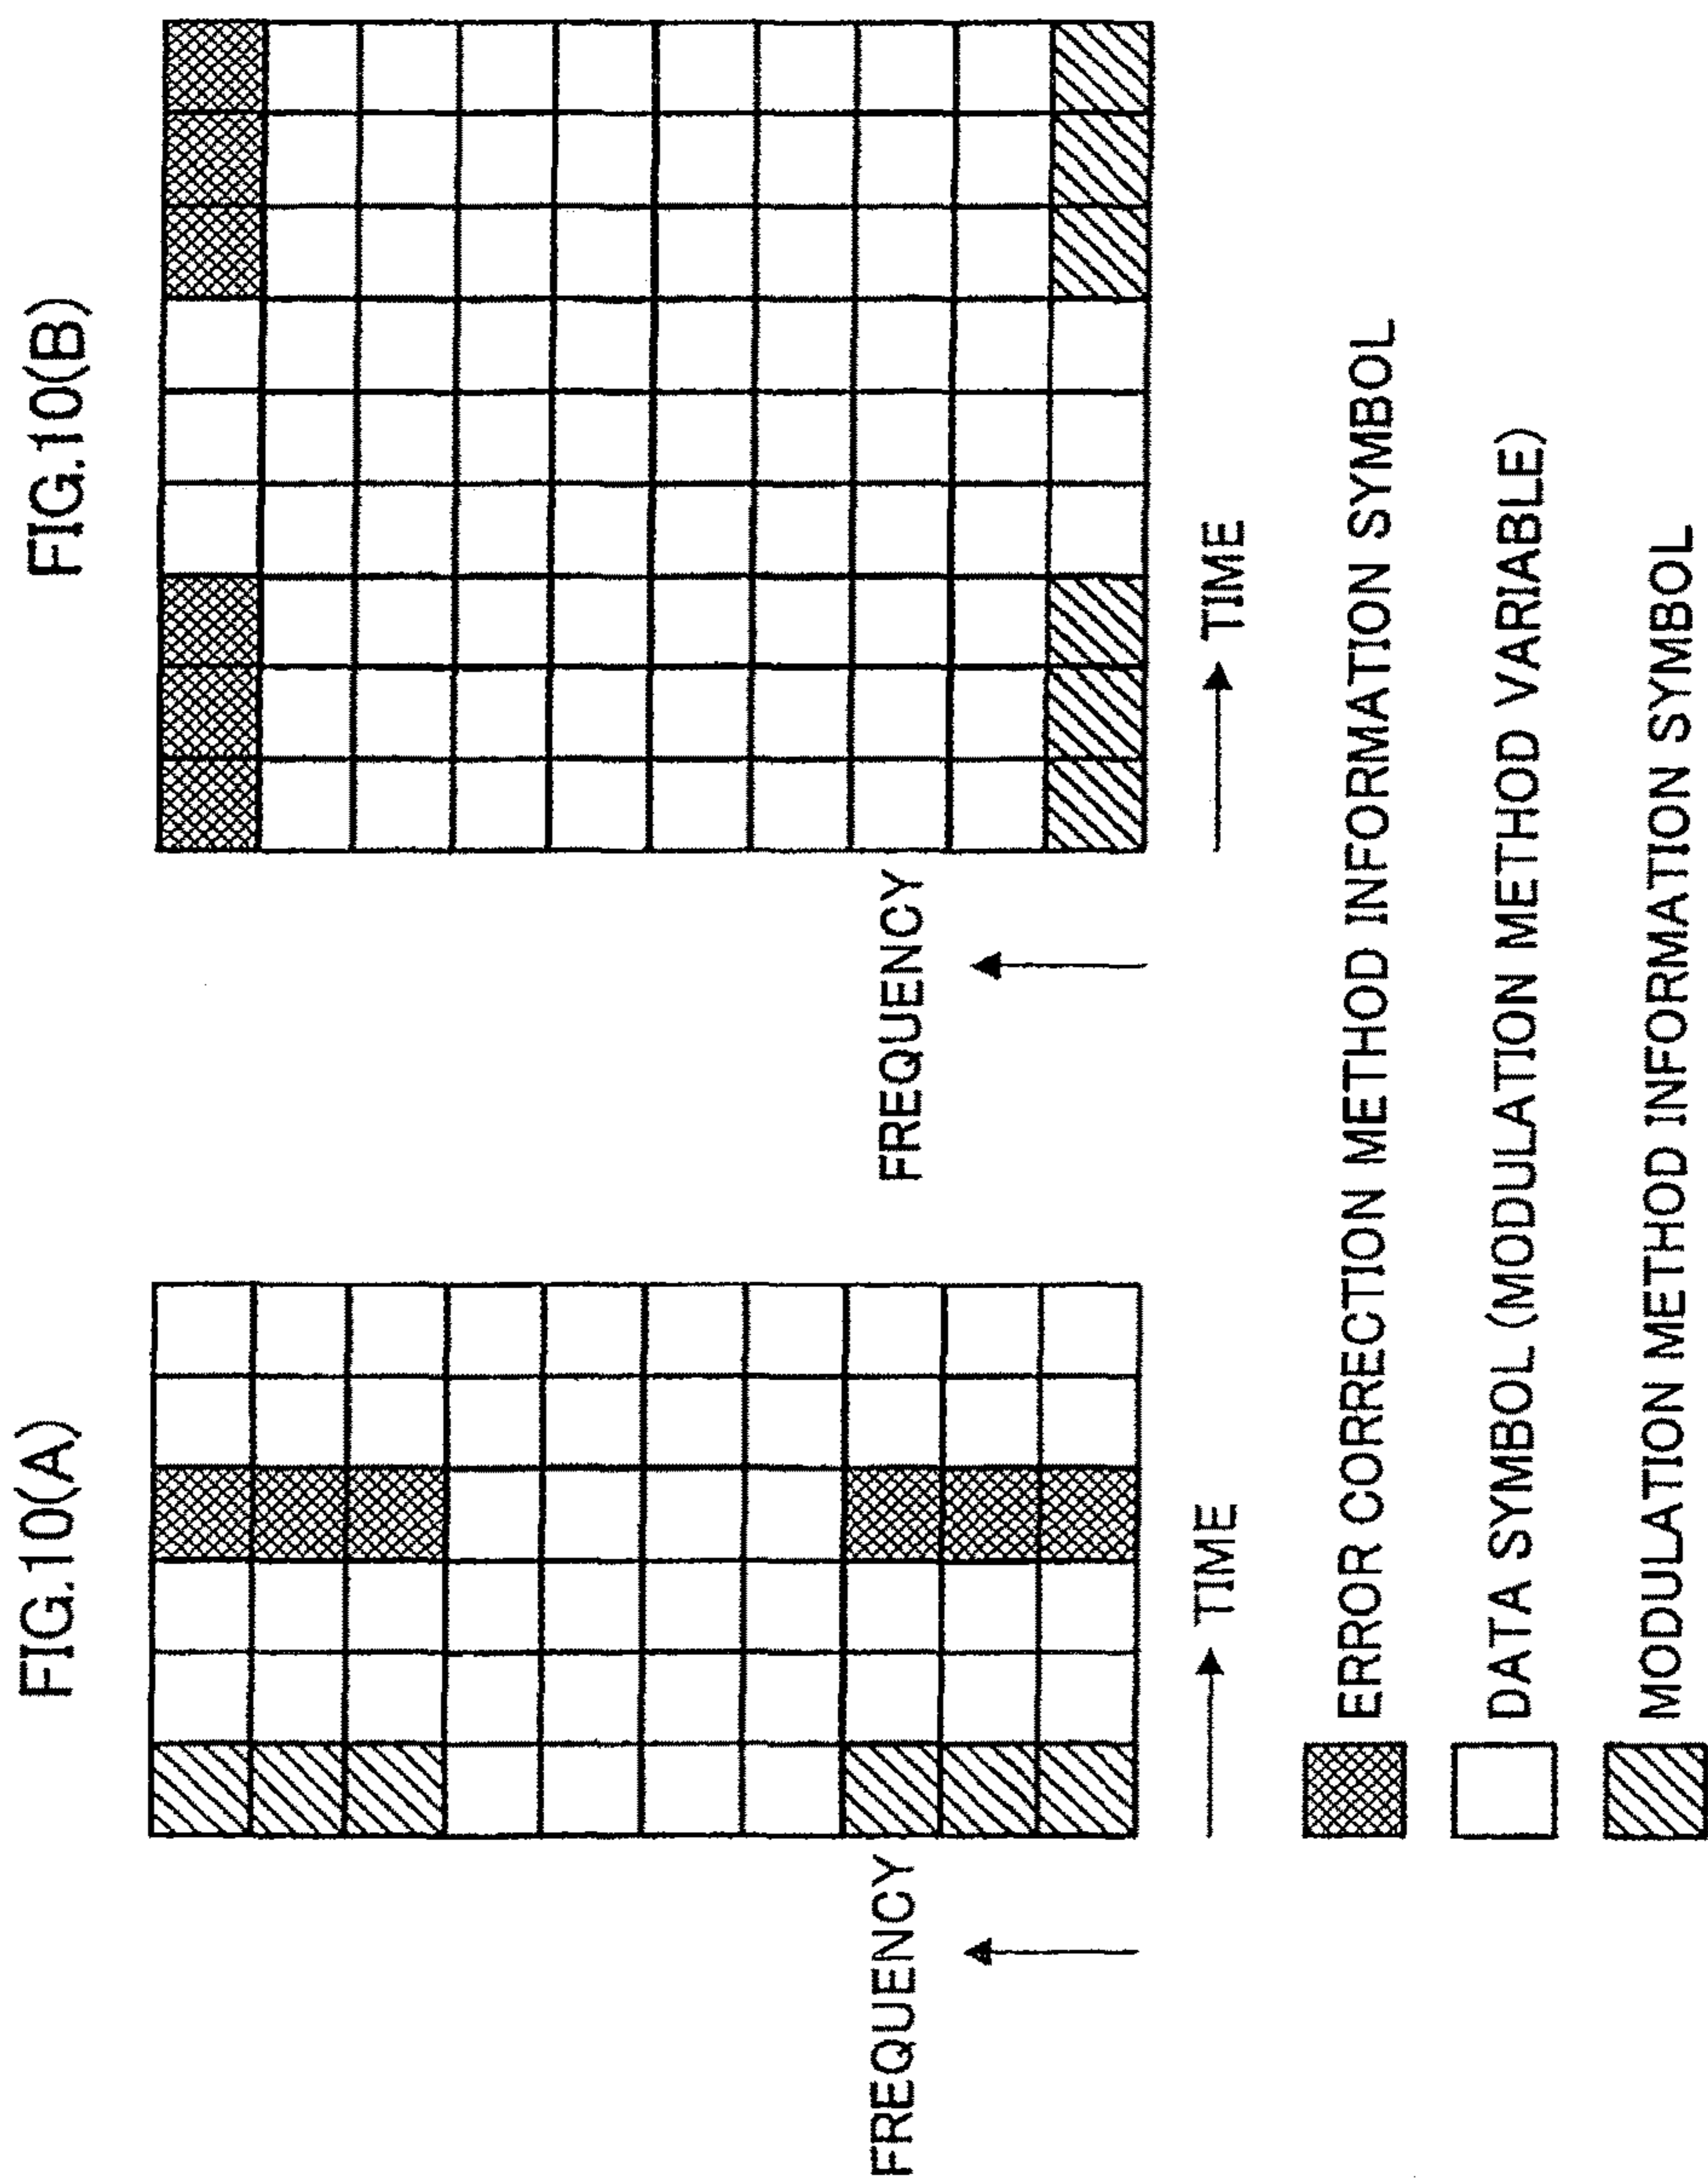 FIG.10(A)
FREQUENCY
TIME
FIG.10(B)
FREQUENCY
TIME
ERROR CORRECTION METHOD INFORMATION SYMBOL
DATA SYMBOL (MODULATION METHOD VARIABLE)
MODULATION METHOD INFORMATION SYMBOL